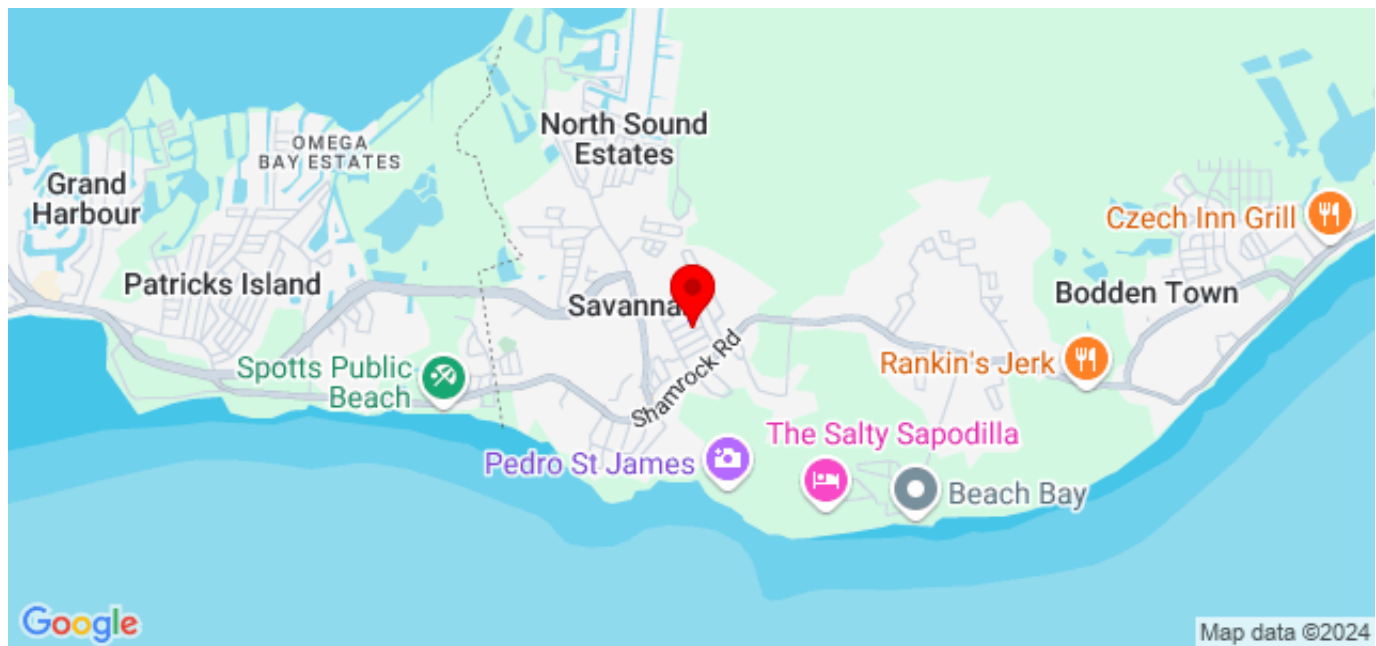 North Sound
Estates
OMEGA
BAY ESTATES
Grand
Harbour
Czech Inn Grill
Patricks Island
Savannah
Bodden Town
Spotts Public
Beach
Rankin's Jerk
Shamrock Rd
The Salty Sapodilla
Pedro St James
Beach Bay
Google
Map data ©2024